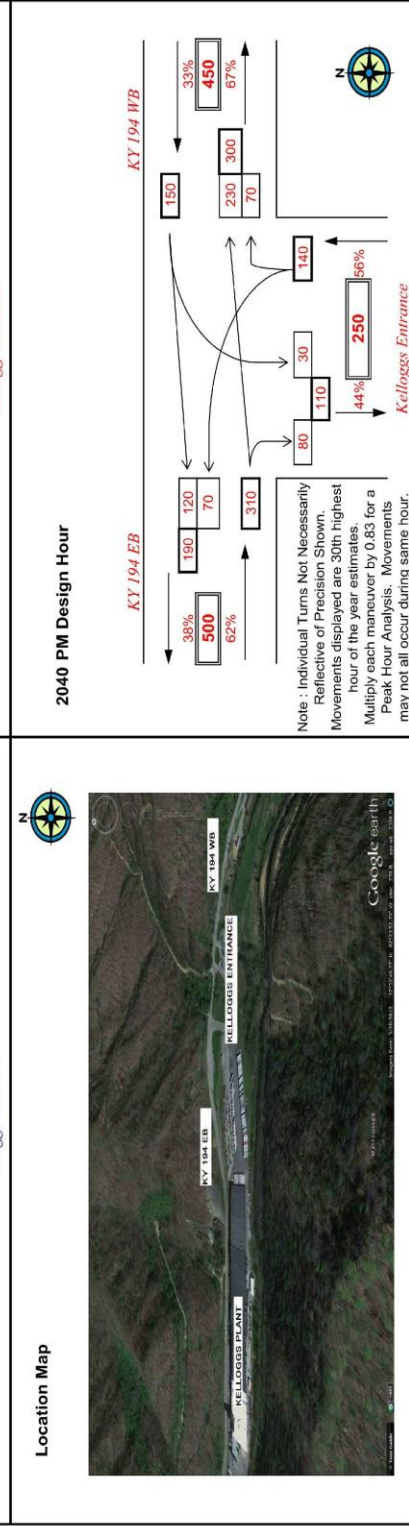 Location Map
N
KY 194 WB
KELLOGGS ENTRANCE
KY 194 EB
KELLOGGS PLANT
Google earth
2040 PM Design Hour
KY 194 EB
KY 194 WB
38%
500
62%
190
120
70
310
150
33%
450
67%
230
300
70
80
30
110
140
44%
250
56%
Kelloggs Entrance
N
Note : Individual Turns Not Necessarily
Reflective of Precision Shown.
Movements displayed are 30th highest
hour of the year estimates.
Multiply each maneuver by 0.83 for a
Peak Hour Analysis. Movements
may not all occur during same hour.